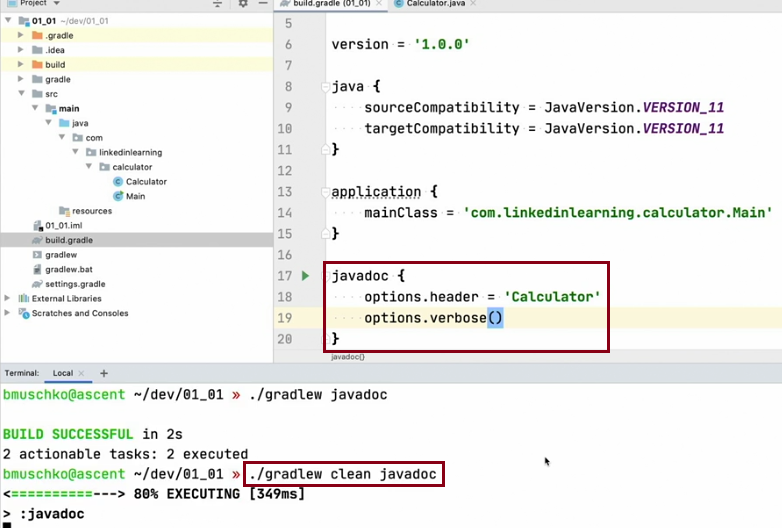 Project
01_01 ~/dev/01_01
.gradle
.idea
build
gradle
src
main
java
com
linkedinlearning
calculator
Calculator
Main
resources
01_01.iml
build.gradle
gradlew
gradlew.bat
settings.gradle
External Libraries
Scratches and Consoles
build.gradle (01_01) × Calculator.java ×
5
6 version = '1.0.0'
7
8 java {
9 sourceCompatibility = JavaVersion.VERSION_11
10 targetCompatibility = JavaVersion.VERSION_11
11 }
12
13 application {
14 mainClass = 'com.linkedinlearning.calculator.Main'
15 }
16
17 javadoc {
18 options.header = 'Calculator'
19 options.verbose()
20 }
javadoc{}
Terminal: Local × +
bmuschko@ascent ~/dev/01_01 » ./gradlew javadoc
BUILD SUCCESSFUL in 2s
2 actionable tasks: 2 executed
bmuschko@ascent ~/dev/01_01 » ./gradlew clean javadoc
<==========---> 80% EXECUTING [349ms]
> :javadoc